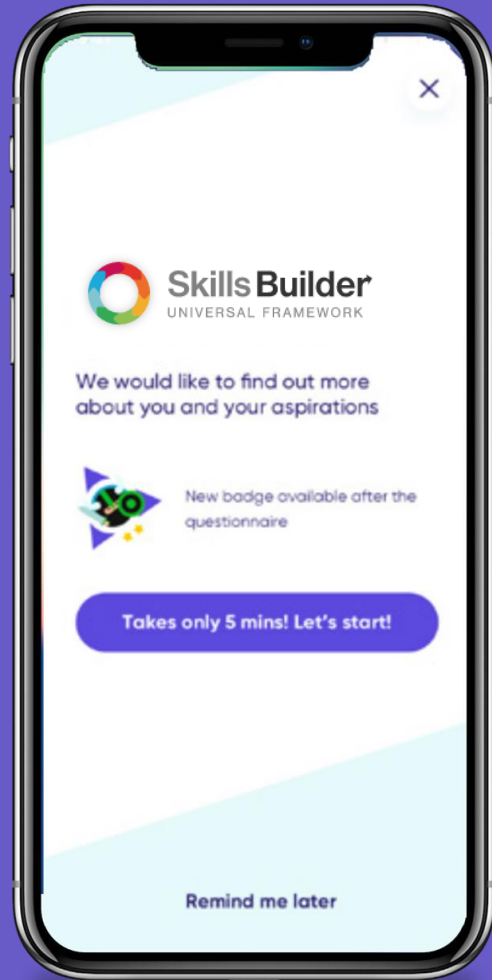 Skills Builder
UNIVERSAL FRAMEWORK
We would like to find out more
about you and your aspirations
New badge available after the
questionnaire
Takes only 5 mins! Let's start!
Remind me later